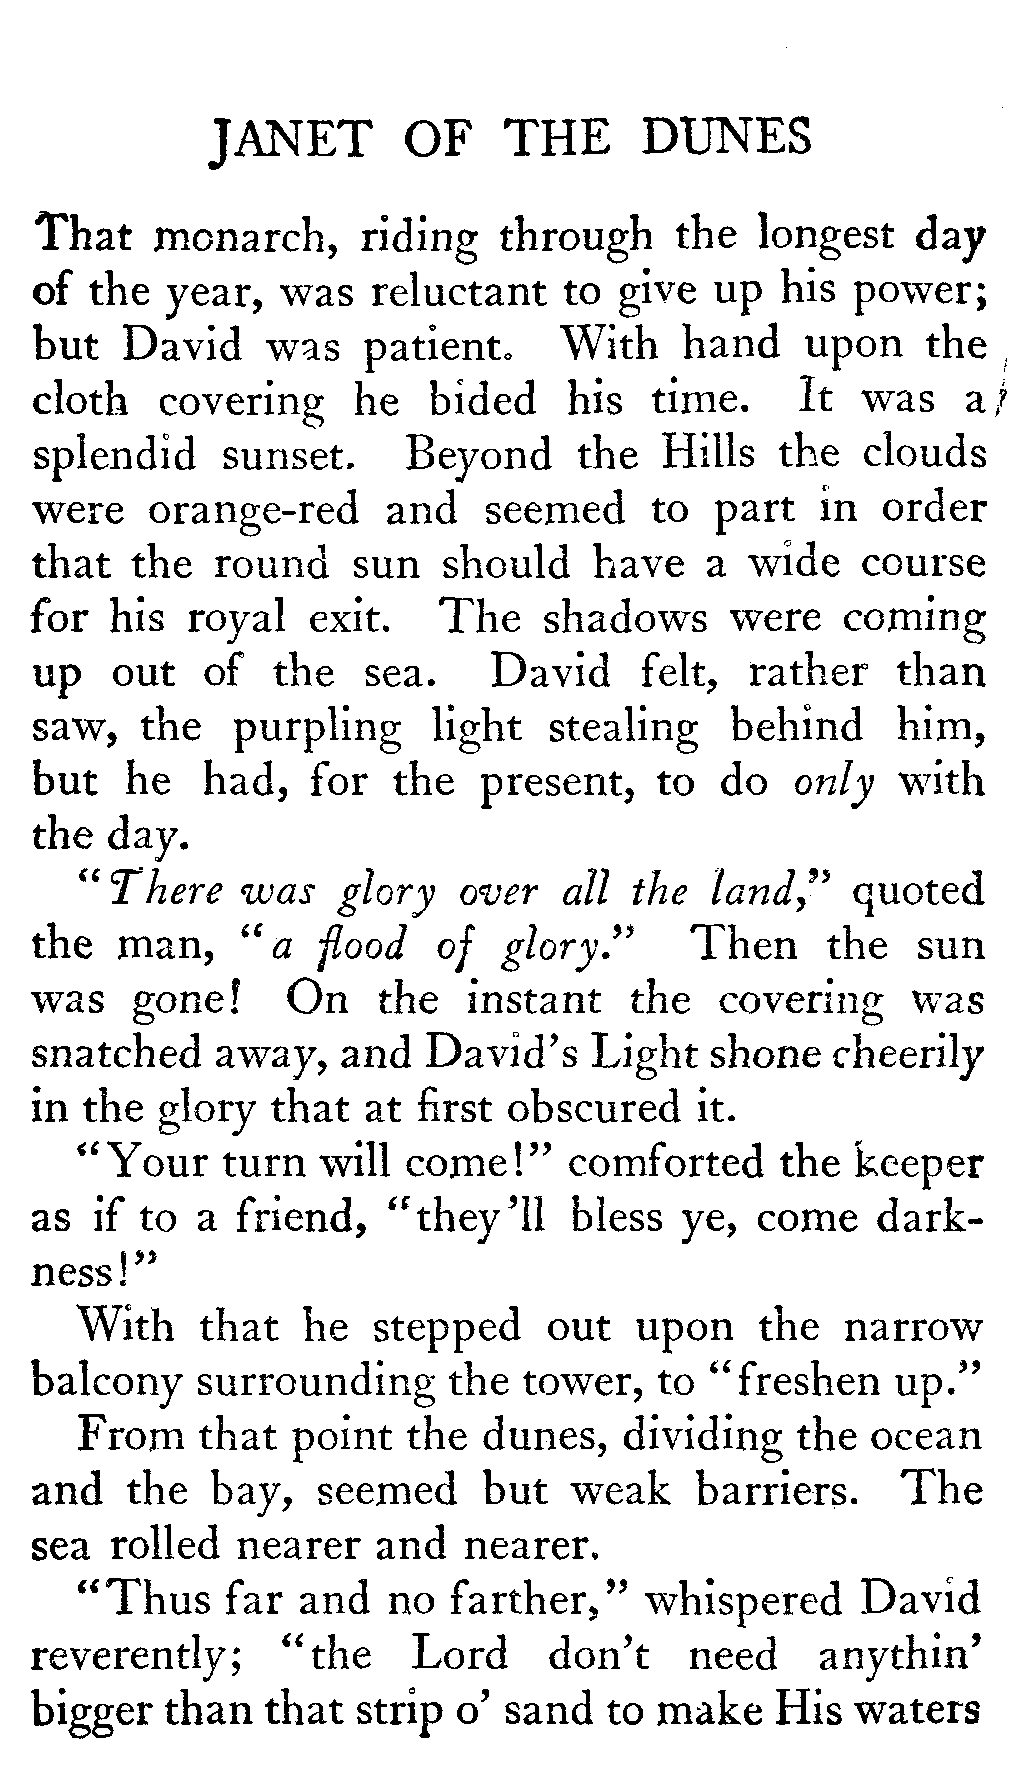 JANET OF THE DUNES
That monarch, riding through the longest day
of the year, was reluctant to give up his power;
but David was patient. With hand upon the
cloth covering he bided his time. It was a
splendid sunset. Beyond the Hills the clouds
were orange-red and seemed to part in order
that the round sun should have a wide course
for his royal exit. The shadows were coming
up out of the sea. David felt, rather than
saw, the purpling light stealing behind him,
but he had, for the present, to do only with
the day.
"There was glory over all the land," quoted
the man, "a flood of glory." Then the sun
was gone! On the instant the covering was
snatched away, and David's Light shone cheerily
in the glory that at first obscured it.
"Your turn will come!" comforted the keeper
as if to a friend, "they'll bless ye, come dark-
ness!"
With that he stepped out upon the narrow
balcony surrounding the tower, to "freshen up."
From that point the dunes, dividing the ocean
and the bay, seemed but weak barriers. The
sea rolled nearer and nearer.
"Thus far and no farther," whispered David
reverently; "the Lord don't need anythin'
bigger than that strip o' sand to make His waters